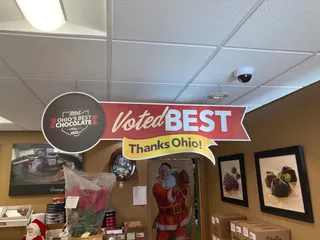 OHIO'S BEST
CHOCOLATE
Voted BEST
Thanks Ohio!